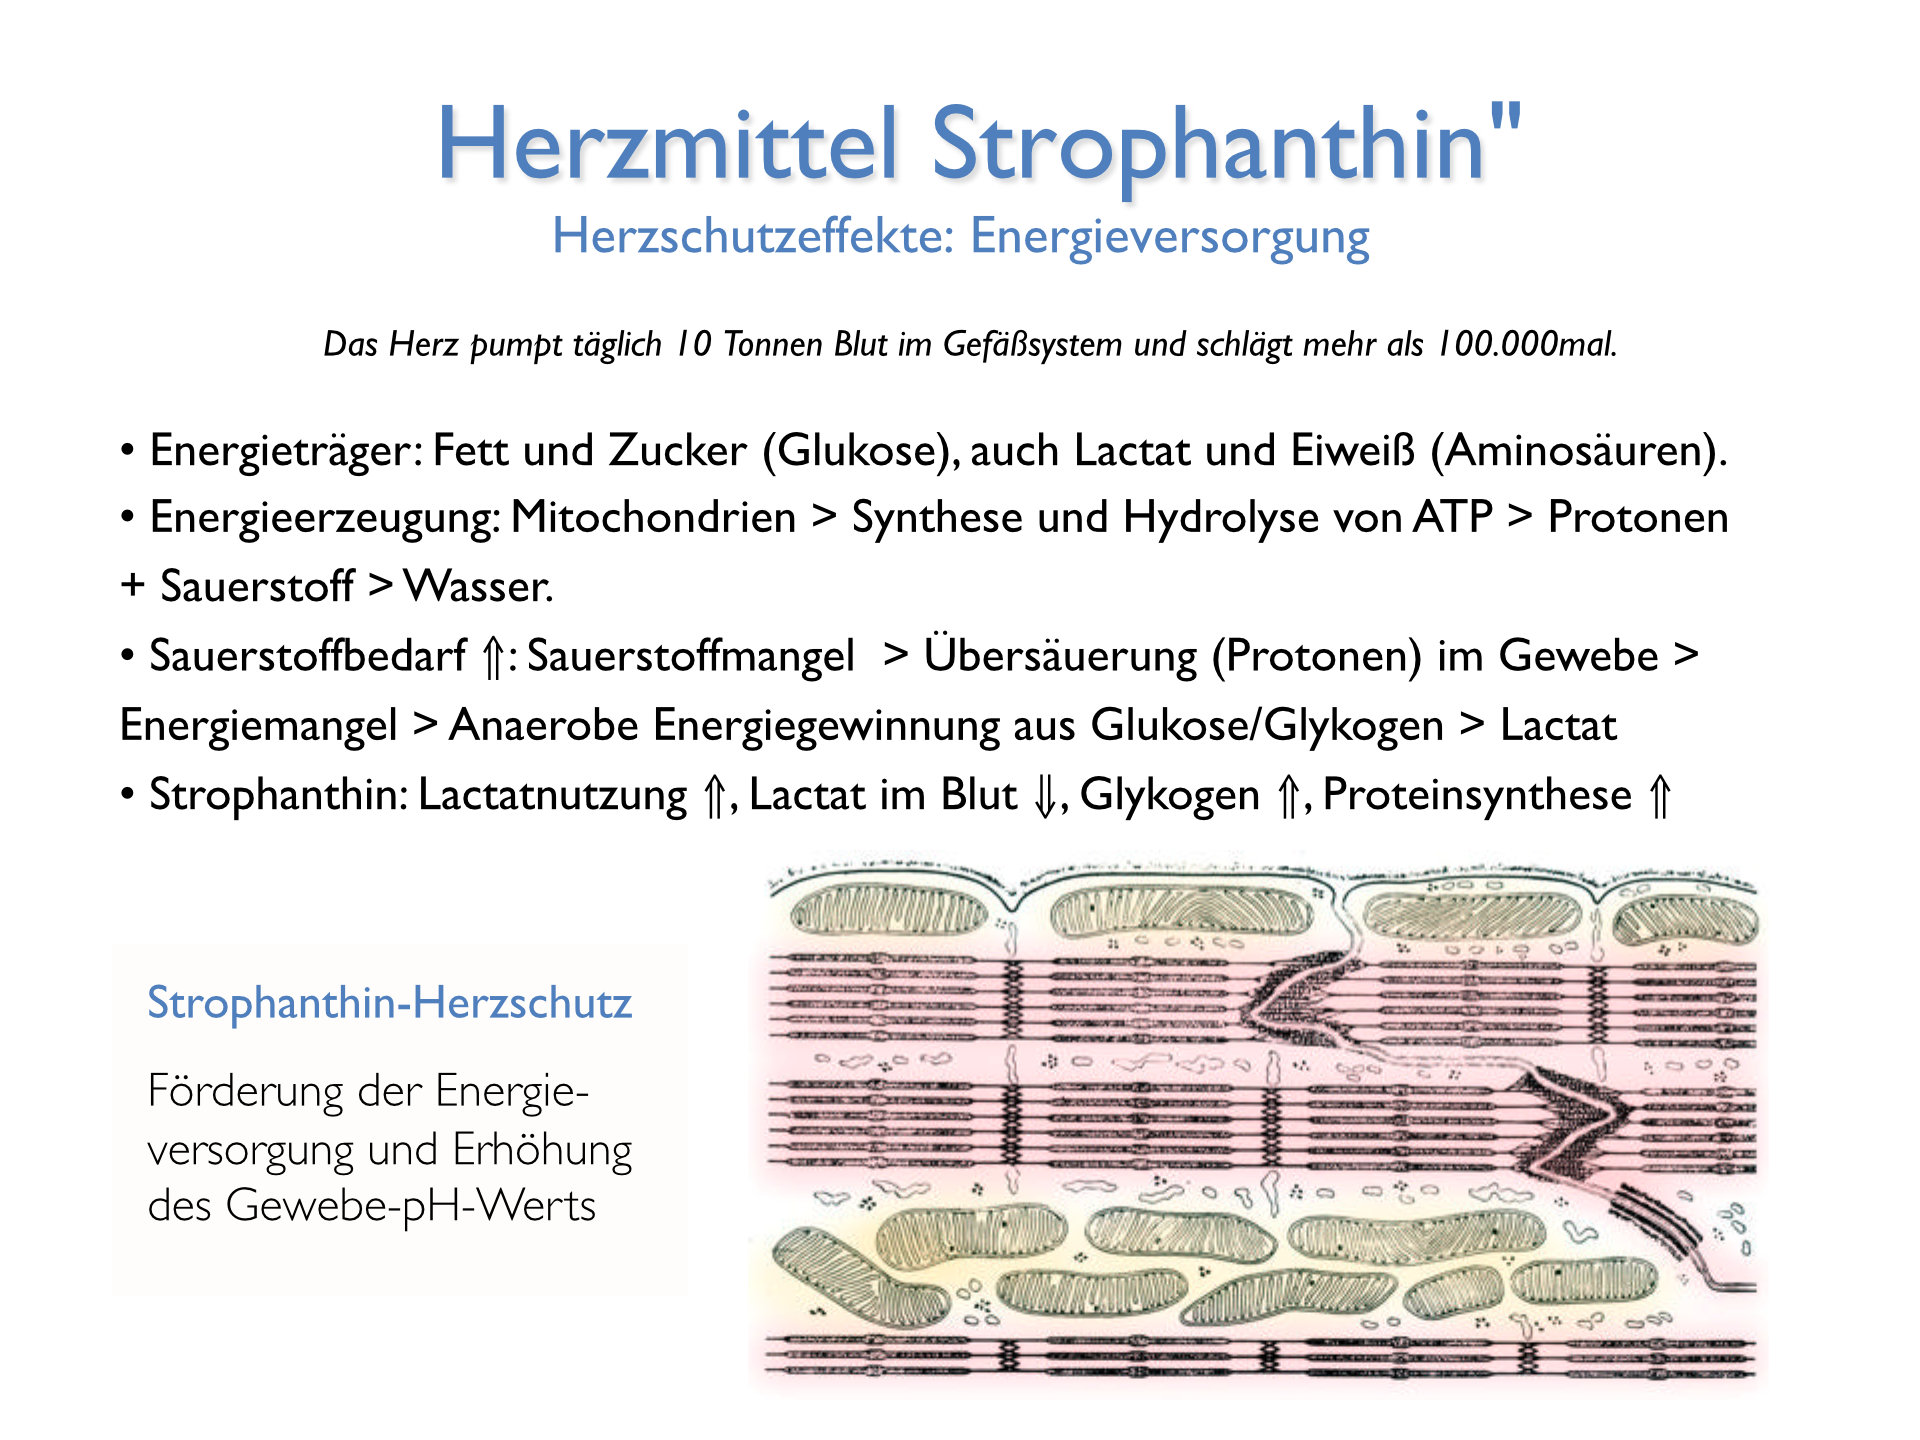 Herzmittel Strophanthin"
Herzschutzeffekte: Energieversorgung
Das Herz pumpt täglich 10 Tonnen Blut im Gefäßsystem und schlägt mehr als 100.000mal.
• Energieträger: Fett und Zucker (Glukose), auch Lactat und Eiweiß (Aminosäuren).
• Energieerzeugung: Mitochondrien > Synthese und Hydrolyse von ATP > Protonen
+ Sauerstoff > Wasser.
• Sauerstoffbedarf ⇑: Sauerstoffmangel > Übersäuerung (Protonen) im Gewebe >
Energiemangel > Anaerobe Energiegewinnung aus Glukose/Glykogen > Lactat
• Strophanthin: Lactatnutzung ⇑, Lactat im Blut ⇓, Glykogen ⇑, Proteinsynthese ⇑
Strophanthin-Herzschutz
Förderung der Energie-
versorgung und Erhöhung
des Gewebe-pH-Werts